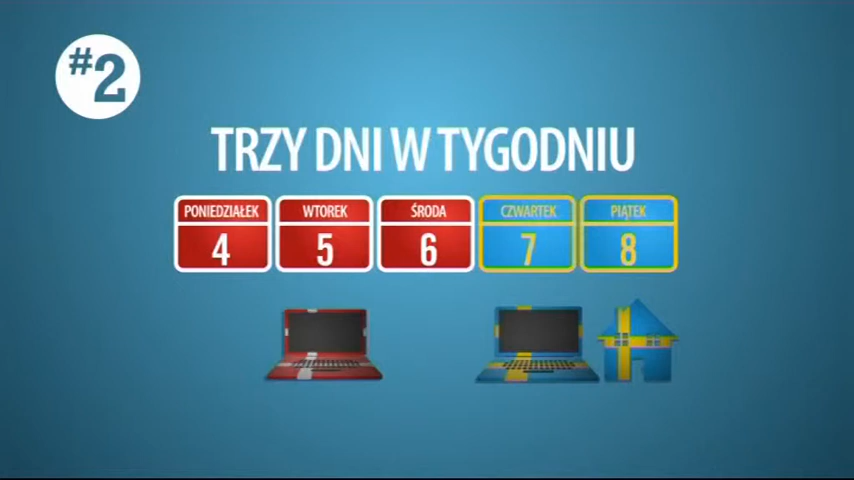 #2
TRZY DNI W TYGODNIU
PONIEDZIAŁEK WTOREK ŚRODA CZWARTEK PIĄTEK
4 5 6 7 8